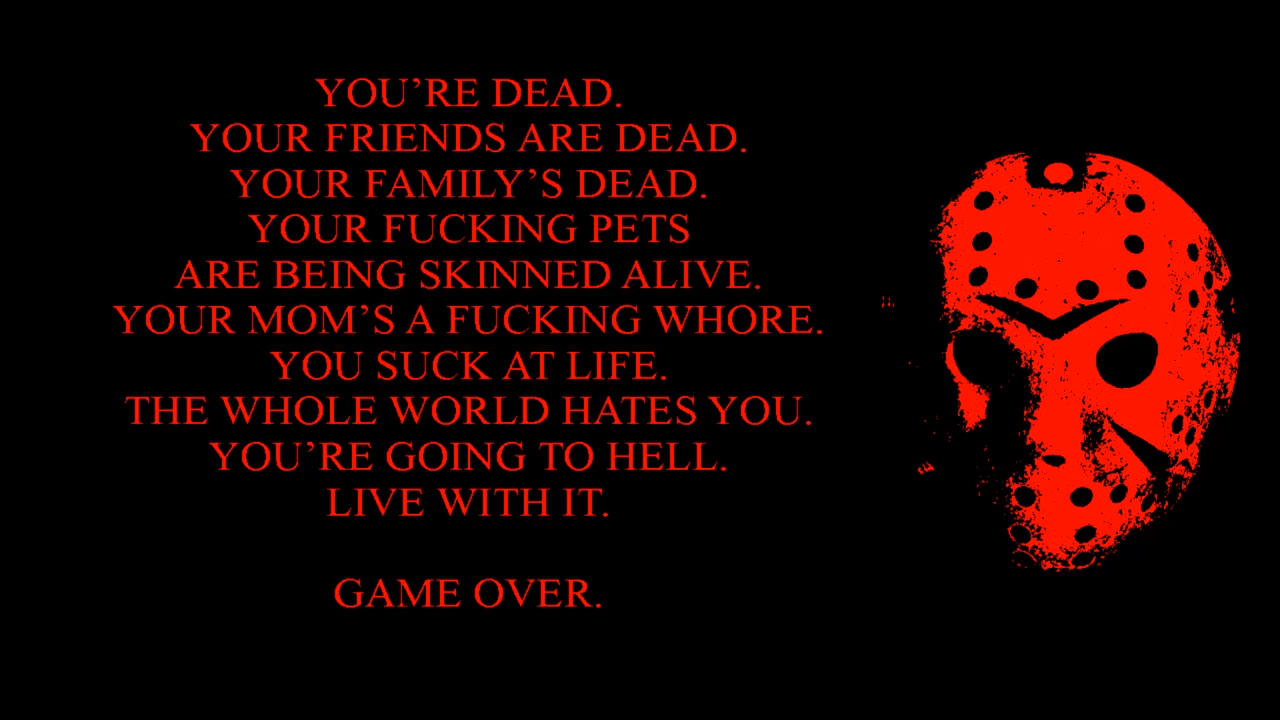 YOU’RE DEAD.
YOUR FRIENDS ARE DEAD.
YOUR FAMILY’S DEAD.
YOUR FUCKING PETS
ARE BEING SKINNED ALIVE.
YOUR MOM’S A FUCKING WHORE.
YOU SUCK AT LIFE.
THE WHOLE WORLD HATES YOU.
YOU’RE GOING TO HELL.
LIVE WITH IT.
GAME OVER.